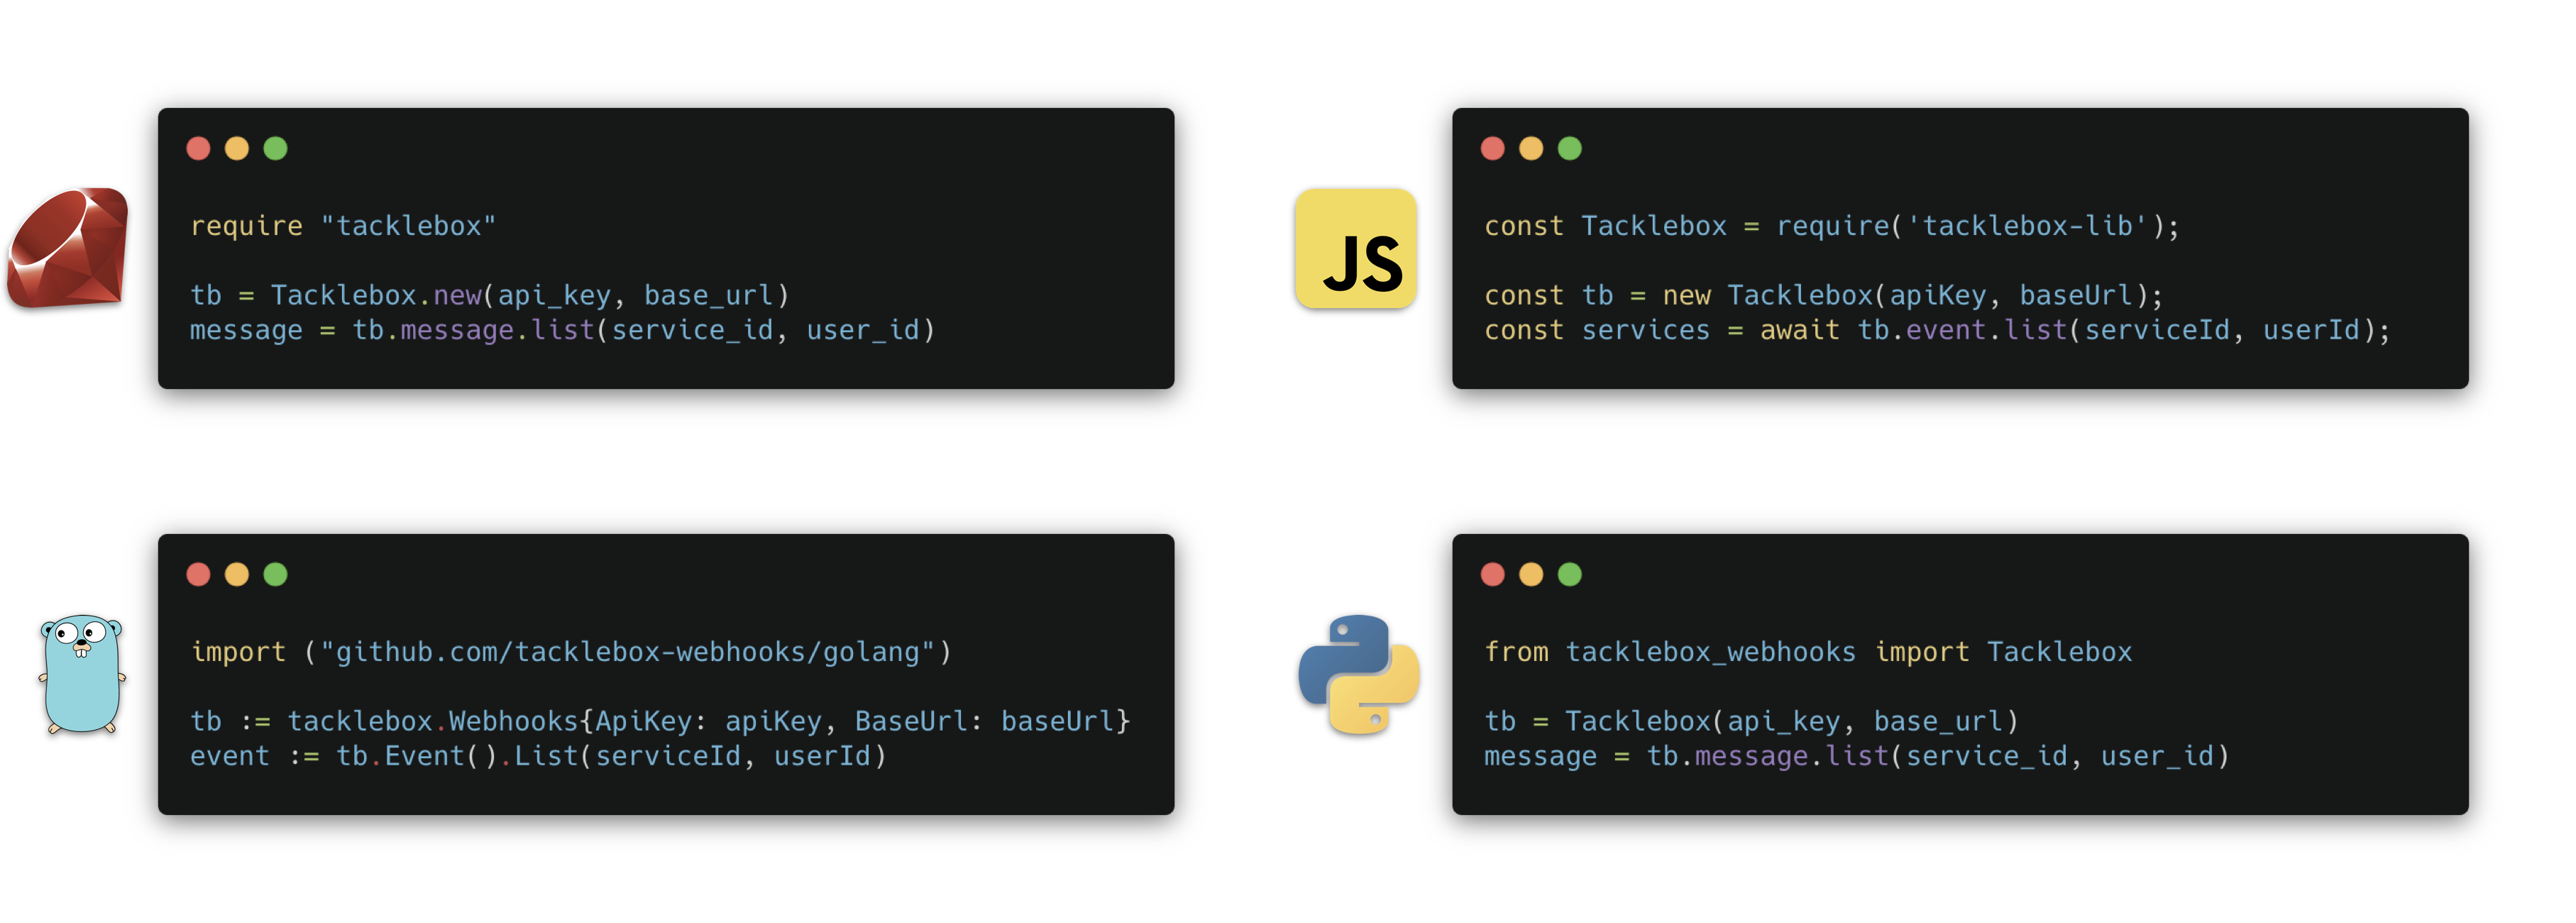 require "tacklebox"
tb = Tacklebox.new(api_key, base_url)
message = tb.message.list(service_id, user_id)
JS
const Tacklebox = require('tacklebox-lib');
const tb = new Tacklebox(apiKey, baseUrl);
const services = await tb.event.list(serviceId, userId);
import ("github.com/tacklebox-webhooks/golang")
tb := tacklebox.Webhooks{ApiKey: apiKey, BaseUrl: baseUrl}
event := tb.Event().List(serviceId, userId)
from tacklebox_webhooks import Tacklebox
tb = Tacklebox(api_key, base_url)
message = tb.message.list(service_id, user_id)